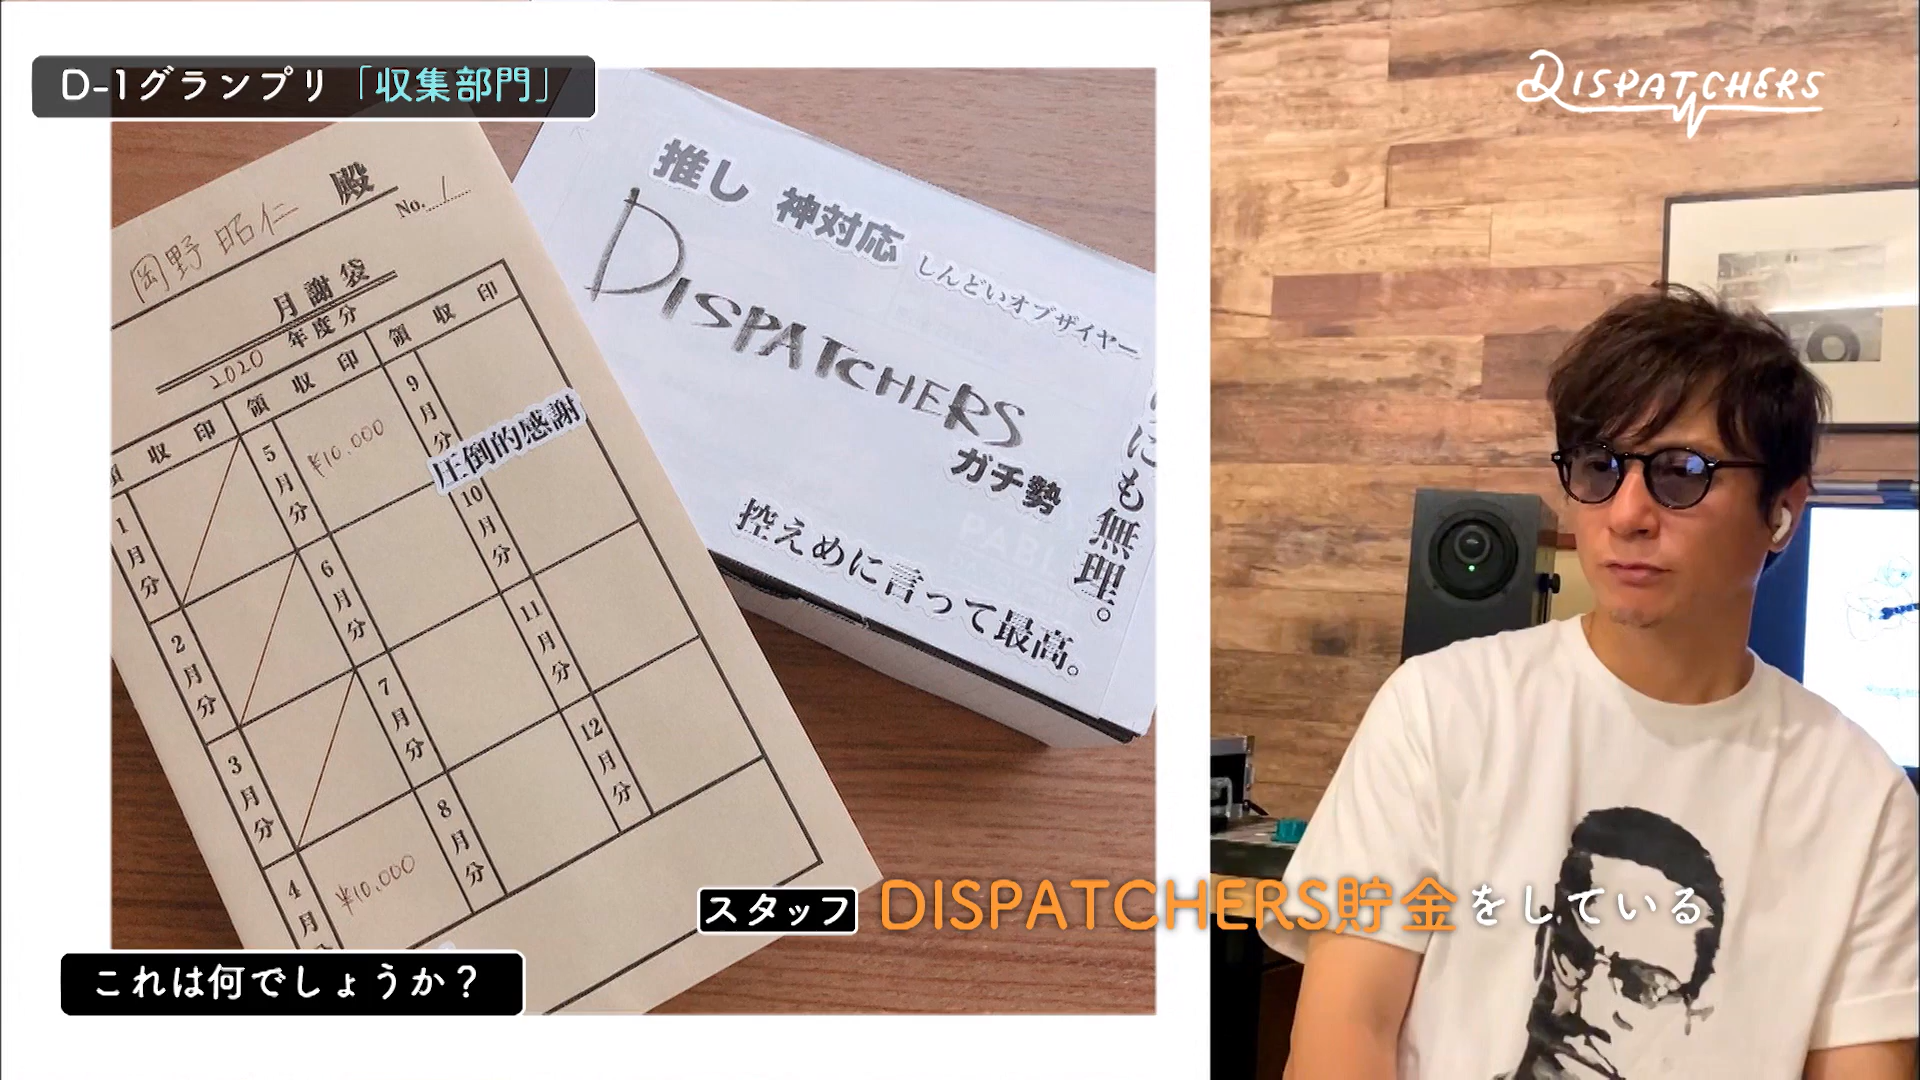 D-1グランプリ「収集部門」
DISPATCHERS
岡野昭仁 殿
No. 1
月謝袋
2020 年度分
領収印
領収印
領収印
1月分
2月分
3月分
4月
¥10.000
5月分
¥10.000
6月分
7月分
8月分
9月分
10月分
11月分
12月分
圧倒的感謝
推し 神対応
しんどいオブザイヤー
DISPATCHERS
ガチ勢
にも無理。
控えめに言って最高。
スタッフ DISPATCHERS貯金をしている
これは何でしょうか？